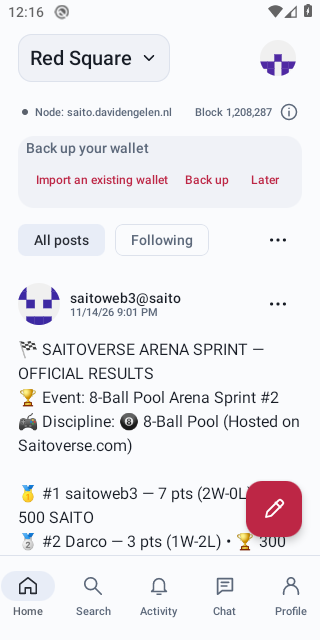 12:16
Red Square
Node: saito.davidengelen.nl Block 1,208,287
Back up your wallet
Import an existing wallet Back up Later
All posts Following
saitoweb3@saito
11/14/26 9:01 PM
🏁 SAITOVERSE ARENA SPRINT —
OFFICIAL RESULTS
🏆 Event: 8-Ball Pool Arena Sprint #2
🎮 Discipline: 🎱 8-Ball Pool (Hosted on
Saitoverse.com)
🥇 #1 saitoweb3 — 7 pts (2W-0L)
500 SAITO
🥈 #2 Darco — 3 pts (1W-2L) • 🏆 300
Home Search Activity Chat Profile